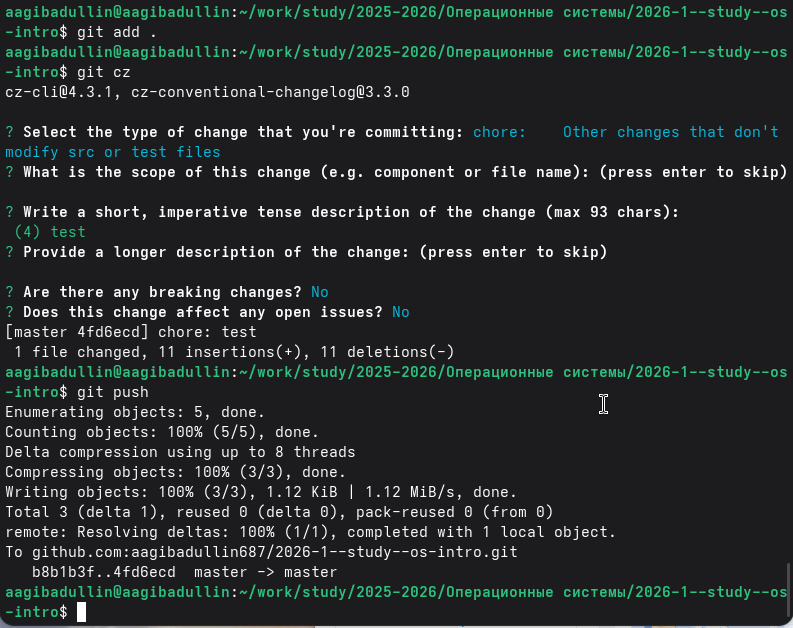 aagibadullin@aagibadullin:~/work/study/2025-2026/Операционные системы/2026-1--study--os
-intro$ git add .
aagibadullin@aagibadullin:~/work/study/2025-2026/Операционные системы/2026-1--study--os
-intro$ git cz
cz-cli@4.3.1, cz-conventional-changelog@3.3.0
? Select the type of change that you're committing: chore:    Other changes that don't
modify src or test files
? What is the scope of this change (e.g. component or file name): (press enter to skip)
? Write a short, imperative tense description of the change (max 93 chars):
 (4) test
? Provide a longer description of the change: (press enter to skip)
? Are there any breaking changes? No
? Does this change affect any open issues? No
[master 4fd6ecd] chore: test
 1 file changed, 11 insertions(+), 11 deletions(-)
aagibadullin@aagibadullin:~/work/study/2025-2026/Операционные системы/2026-1--study--os
-intro$ git push
Enumerating objects: 5, done.
Counting objects: 100% (5/5), done.
Delta compression using up to 8 threads
Compressing objects: 100% (3/3), done.
Writing objects: 100% (3/3), 1.12 KiB | 1.12 MiB/s, done.
Total 3 (delta 1), reused 0 (delta 0), pack-reused 0 (from 0)
remote: Resolving deltas: 100% (1/1), completed with 1 local object.
To github.com:aagibadullin687/2026-1--study--os-intro.git
   b8b1b3f..4fd6ecd  master -> master
aagibadullin@aagibadullin:~/work/study/2025-2026/Операционные системы/2026-1--study--os
-intro$